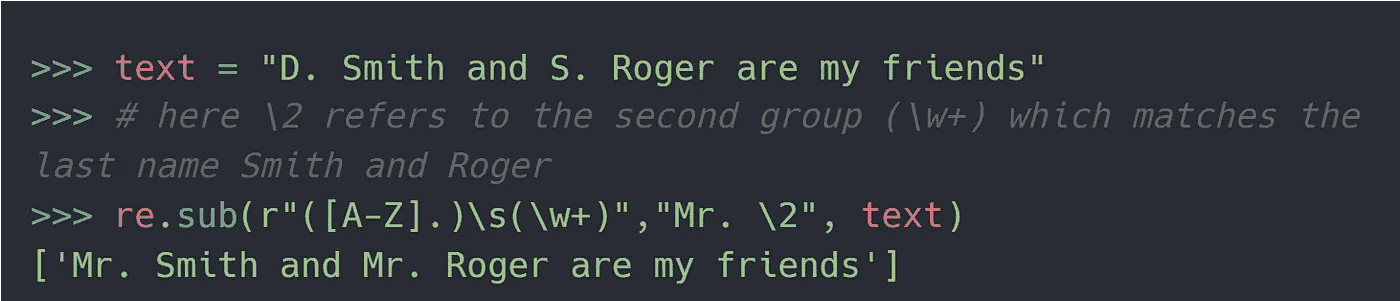 >>> text = "D. Smith and S. Roger are my friends"
>>> # here \2 refers to the second group (\w+) which matches the
last name Smith and Roger
>>> re.sub(r"([A-Z].)\s(\w+)","Mr. \2", text)
['Mr. Smith and Mr. Roger are my friends']